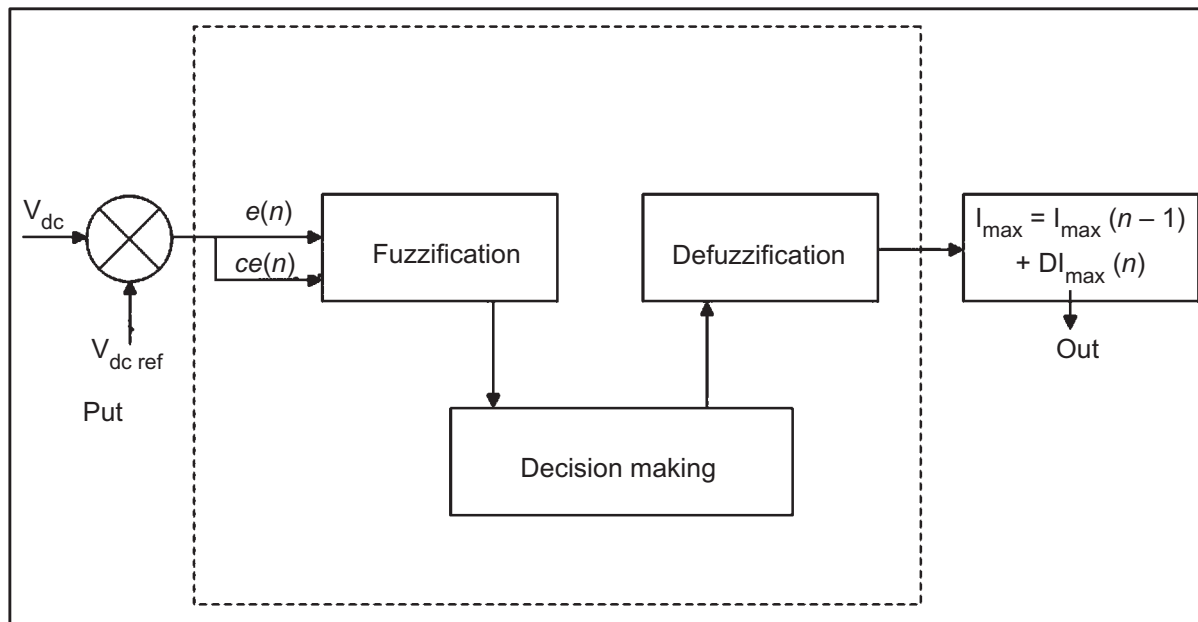 V_dc
V_dc ref
Put
e(n)
ce(n)
Fuzzification
Decision making
Defuzzification
I_max = I_max (n – 1)
+ DI_max (n)
Out